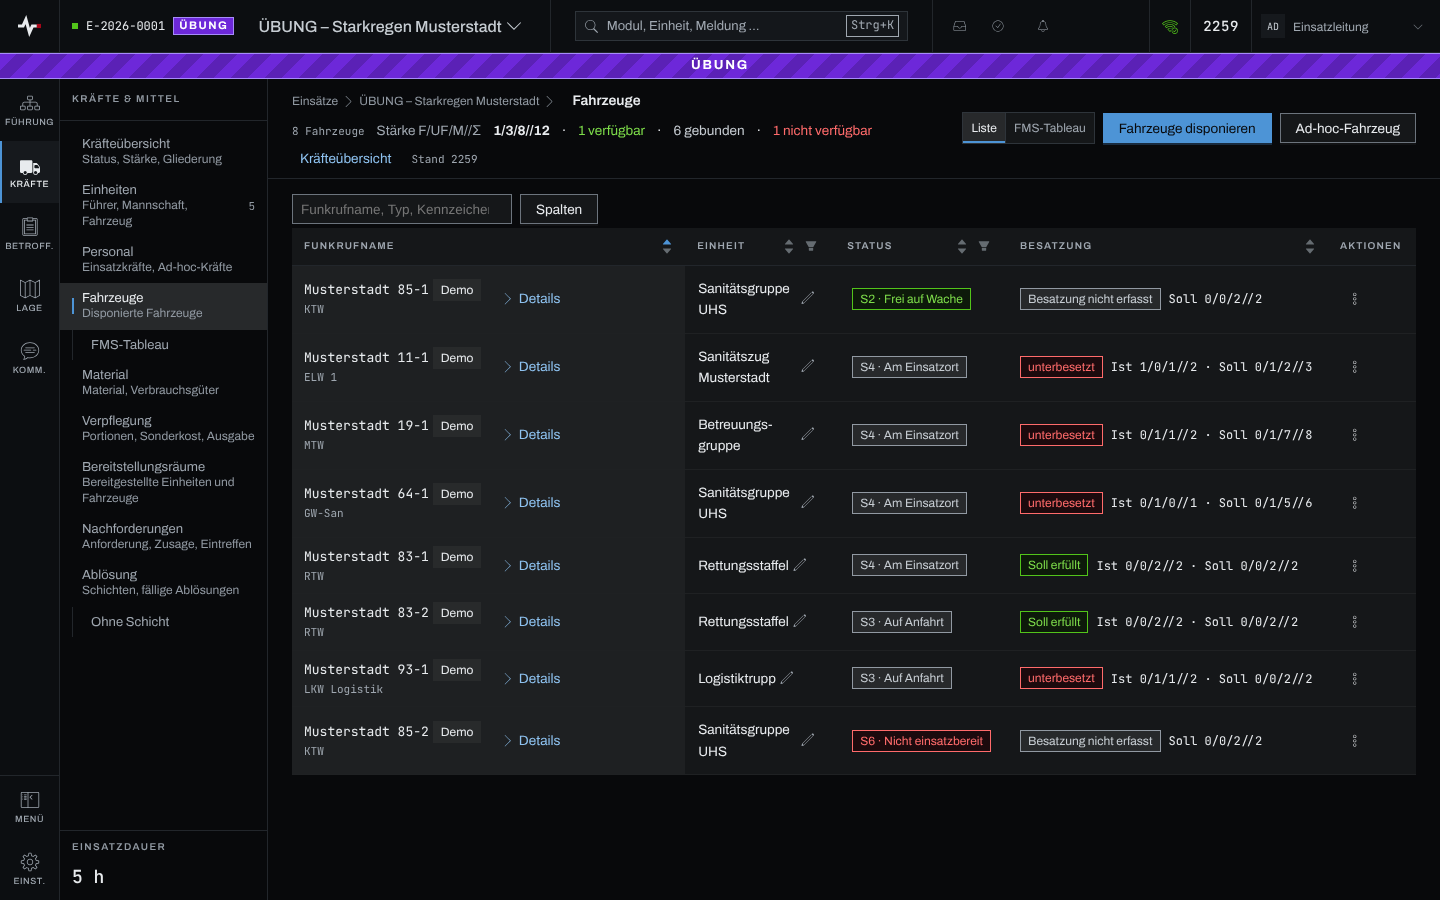 E-2026-0001 ÜBUNG ÜBUNG – Starkregen Musterstadt Modul, Einheit, Meldung ... Strg+K 2259 AD Einsatzleitung
ÜBUNG
FÜHRUNG
KRÄFTE
BETROFF.
LAGE
KOMM.
MENÜ
EINST.
KRÄFTE & MITTEL
Kräfteübersicht
Status, Stärke, Gliederung
Einheiten
Führer, Mannschaft,
Fahrzeug
5
Personal
Einsatzkräfte, Ad-hoc-Kräfte
Fahrzeuge
Disponierte Fahrzeuge
FMS-Tableau
Material
Material, Verbrauchsgüter
Verpflegung
Portionen, Sonderkost, Ausgabe
Bereitstellungsräume
Bereitgestellte Einheiten und
Fahrzeuge
Nachforderungen
Anforderung, Zusage, Eintreffen
Ablösung
Schichten, fällige Ablösungen
Ohne Schicht
EINSATZDAUER
5 h
Einsätze ÜBUNG – Starkregen Musterstadt Fahrzeuge
8 Fahrzeuge Stärke F/UF/M//Σ 1/3/8//12 · 1 verfügbar · 6 gebunden · 1 nicht verfügbar
Kräfteübersicht Stand 2259
Liste FMS-Tableau Fahrzeuge disponieren Ad-hoc-Fahrzeug
Funkrufname, Typ, Kennzeichen Spalten
FUNKRUFNAME EINHEIT STATUS BESATZUNG AKTIONEN
Musterstadt 85-1 Demo
KTW
Details
Sanitätsgruppe
UHS
S2 · Frei auf Wache
Besatzung nicht erfasst Soll 0/0/2//2
Musterstadt 11-1 Demo
ELW 1
Details
Sanitätszug
Musterstadt
S4 · Am Einsatzort
unterbesetzt Ist 1/0/1//2 · Soll 0/1/2//3
Musterstadt 19-1 Demo
MTW
Details
Betreuungs-
gruppe
S4 · Am Einsatzort
unterbesetzt Ist 0/1/1//2 · Soll 0/1/7//8
Musterstadt 64-1 Demo
GW-San
Details
Sanitätsgruppe
UHS
S4 · Am Einsatzort
unterbesetzt Ist 0/1/0//1 · Soll 0/1/5//6
Musterstadt 83-1 Demo
RTW
Details
Rettungsstaffel
S4 · Am Einsatzort
Soll erfüllt Ist 0/0/2//2 · Soll 0/0/2//2
Musterstadt 83-2 Demo
RTW
Details
Rettungsstaffel
S3 · Auf Anfahrt
Soll erfüllt Ist 0/0/2//2 · Soll 0/0/2//2
Musterstadt 93-1 Demo
LKW Logistik
Details
Logistiktrupp
S3 · Auf Anfahrt
unterbesetzt Ist 0/1/1//2 · Soll 0/0/2//2
Musterstadt 85-2 Demo
KTW
Details
Sanitätsgruppe
UHS
S6 · Nicht einsatzbereit
Besatzung nicht erfasst Soll 0/0/2//2